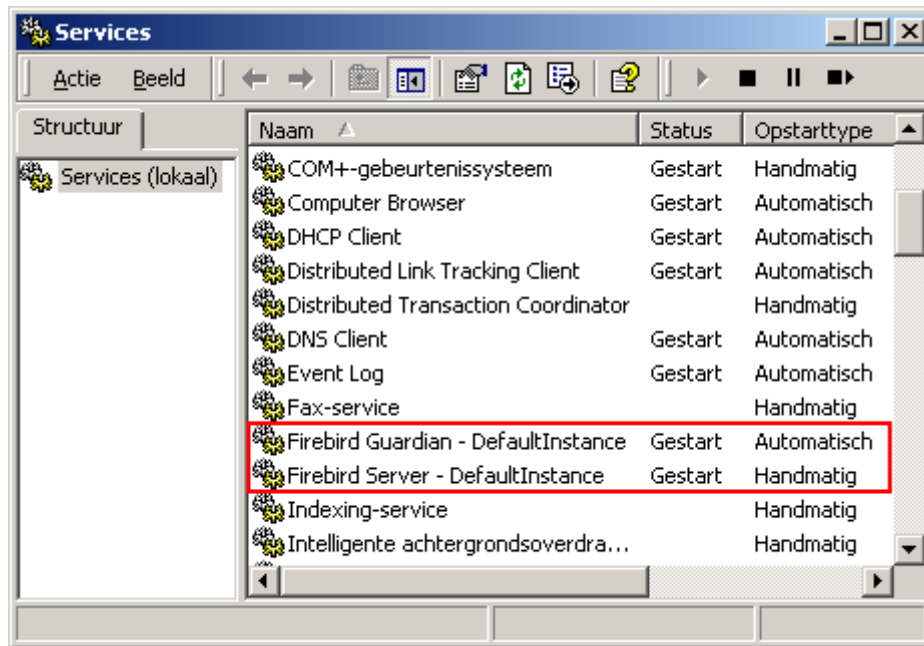 Services
Actie Beeld
Structuur
Services (lokaal)
Naam Status Opstarttype
COM+-gebeurtenissysteem Gestart Handmatig
Computer Browser Gestart Automatisch
DHCP Client Gestart Automatisch
Distributed Link Tracking Client Gestart Automatisch
Distributed Transaction Coordinator Handmatig
DNS Client Gestart Automatisch
Event Log Gestart Automatisch
Fax-service Handmatig
Firebird Guardian - DefaultInstance Gestart Automatisch
Firebird Server - DefaultInstance Gestart Handmatig
Indexing-service Handmatig
Intelligente achtergrondsoverdra... Handmatig